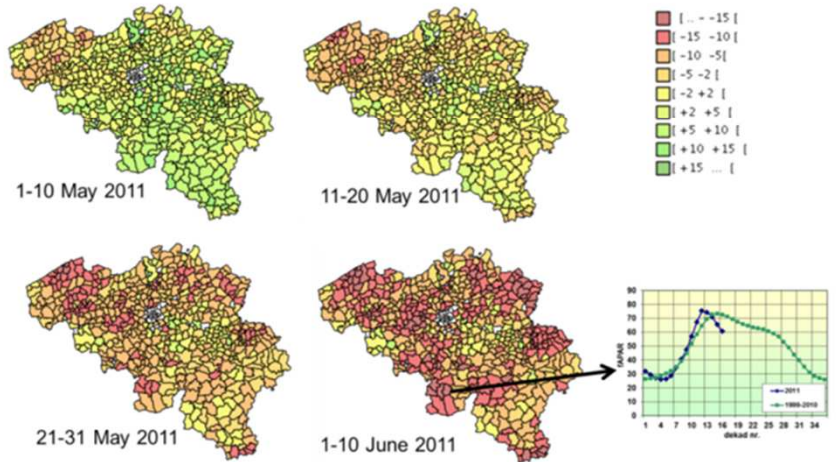 [ .. – –15 [
[ –15 –10 [
[ –10 –5[
[ –5 –2 [
[ –2 +2 [
[ +2 +5 [
[ +5 +10 [
[ +10 +15 [
[ +15 ... [
1-10 May 2011
11-20 May 2011
21-31 May 2011
1-10 June 2011
90
80
70
60
50
40
30
20
10
0
fAPAR
2011
1 4 7 10 13 16 19 22 25 28 31 34
dekad nr.